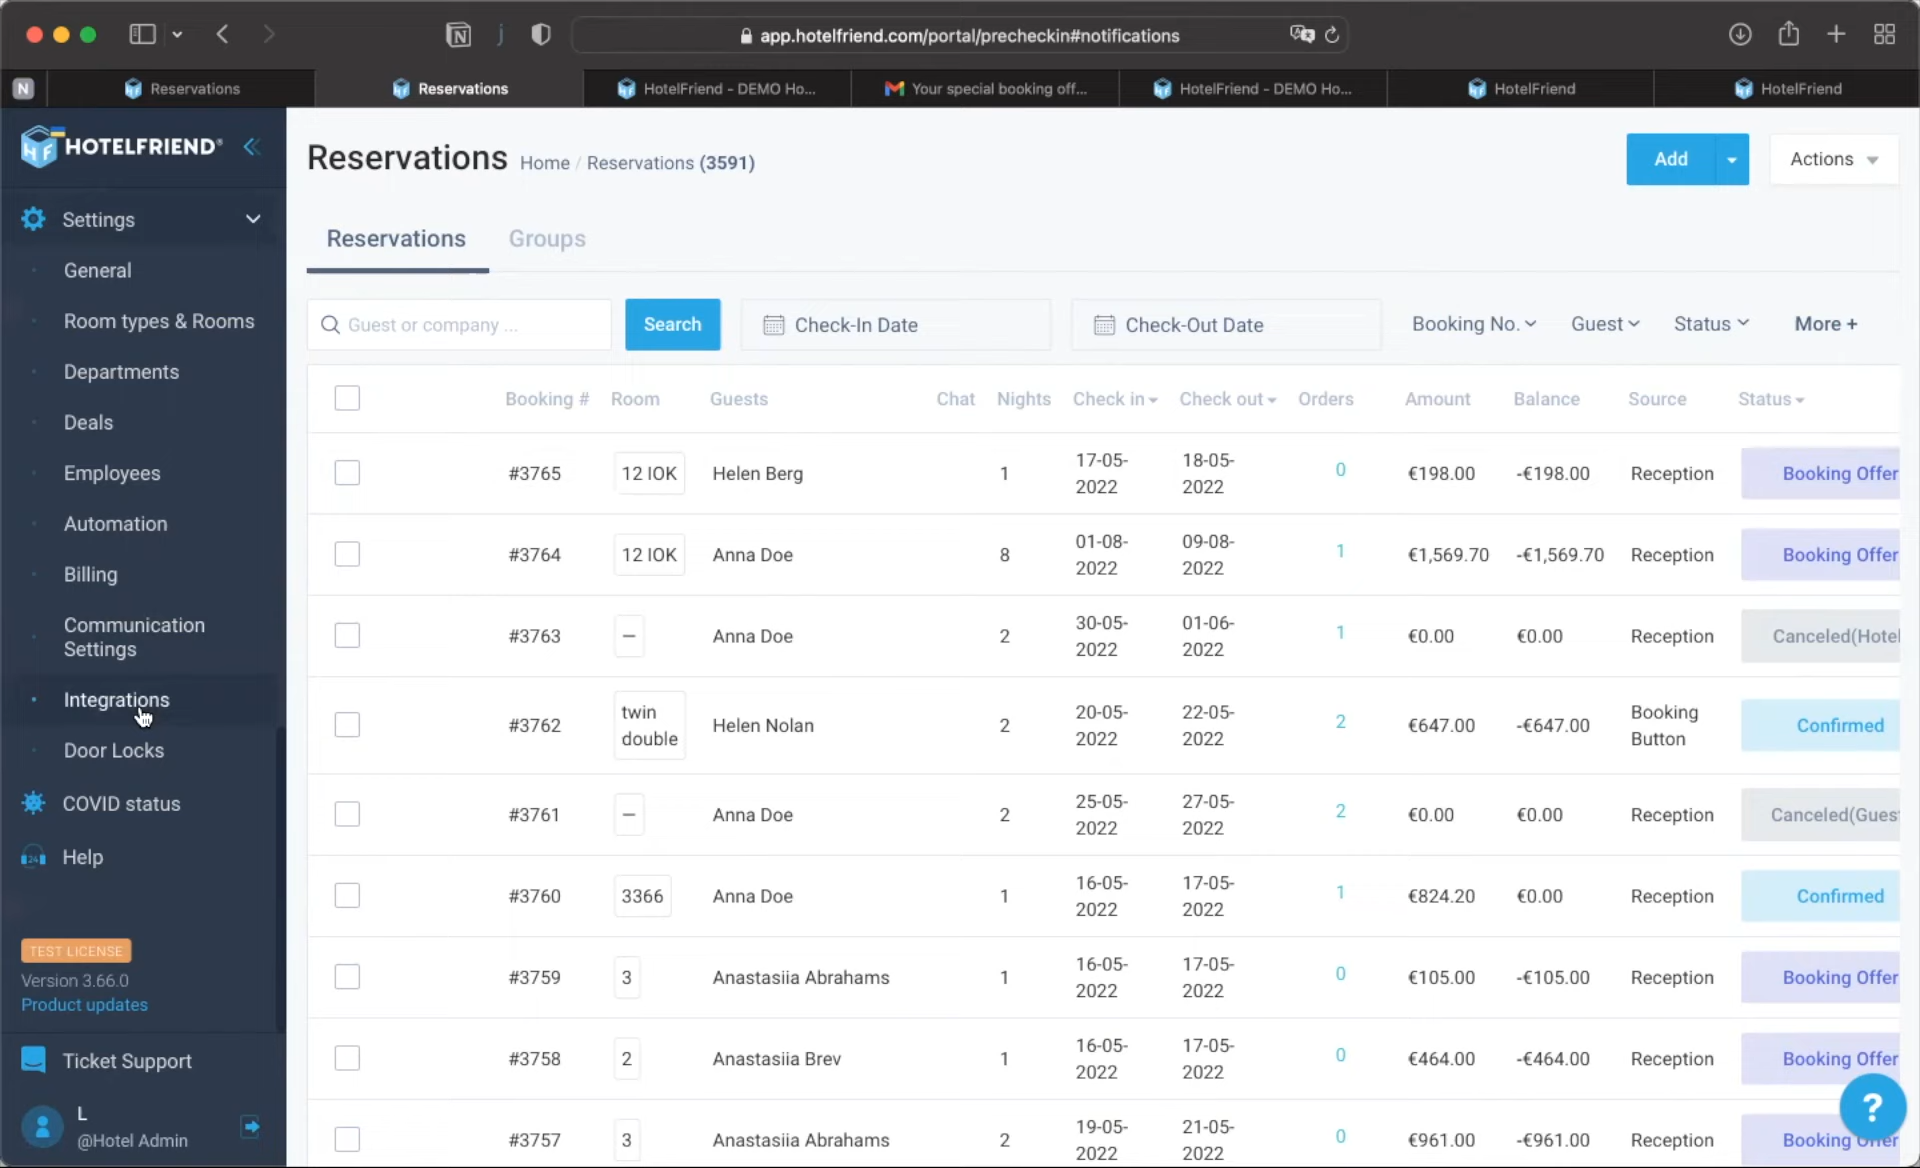 app.hotelfriend.com/portal/precheckin#notifications
N
Reservations
Reservations
HotelFriend - DEMO Ho...
Your special booking off...
HotelFriend - DEMO Ho...
HotelFriend
HotelFriend
HOTELFRIEND®
Settings
General
Room types & Rooms
Departments
Deals
Employees
Automation
Billing
Communication
Settings
Integrations
Door Locks
COVID status
Help
TEST LICENSE
Version 3.66.0
Product updates
Ticket Support
L
@Hotel Admin
Reservations Home / Reservations (3591)
Add
Actions
Reservations Groups
Guest or company ... Search Check-In Date Check-Out Date Booking No. Guest Status More +
Booking # Room Guests Chat Nights Check in Check out Orders Amount Balance Source Status
#3765 12 IOK Helen Berg 1 17-05-2022 18-05-2022 0 €198.00 -€198.00 Reception Booking Offer
#3764 12 IOK Anna Doe 8 01-08-2022 09-08-2022 1 €1,569.70 -€1,569.70 Reception Booking Offer
#3763 – Anna Doe 2 30-05-2022 01-06-2022 1 €0.00 €0.00 Reception Canceled(Hotel
#3762 twin double Helen Nolan 2 20-05-2022 22-05-2022 2 €647.00 -€647.00 Booking Button Confirmed
#3761 – Anna Doe 2 25-05-2022 27-05-2022 2 €0.00 €0.00 Reception Canceled(Gues
#3760 3366 Anna Doe 1 16-05-2022 17-05-2022 1 €824.20 €0.00 Reception Confirmed
#3759 3 Anastasiia Abrahams 1 16-05-2022 17-05-2022 0 €105.00 -€105.00 Reception Booking Offer
#3758 2 Anastasiia Brev 1 16-05-2022 17-05-2022 0 €464.00 -€464.00 Reception Booking Offer
#3757 3 Anastasiia Abrahams 2 19-05-2022 21-05-2022 0 €961.00 -€961.00 Reception Booking Offer
?